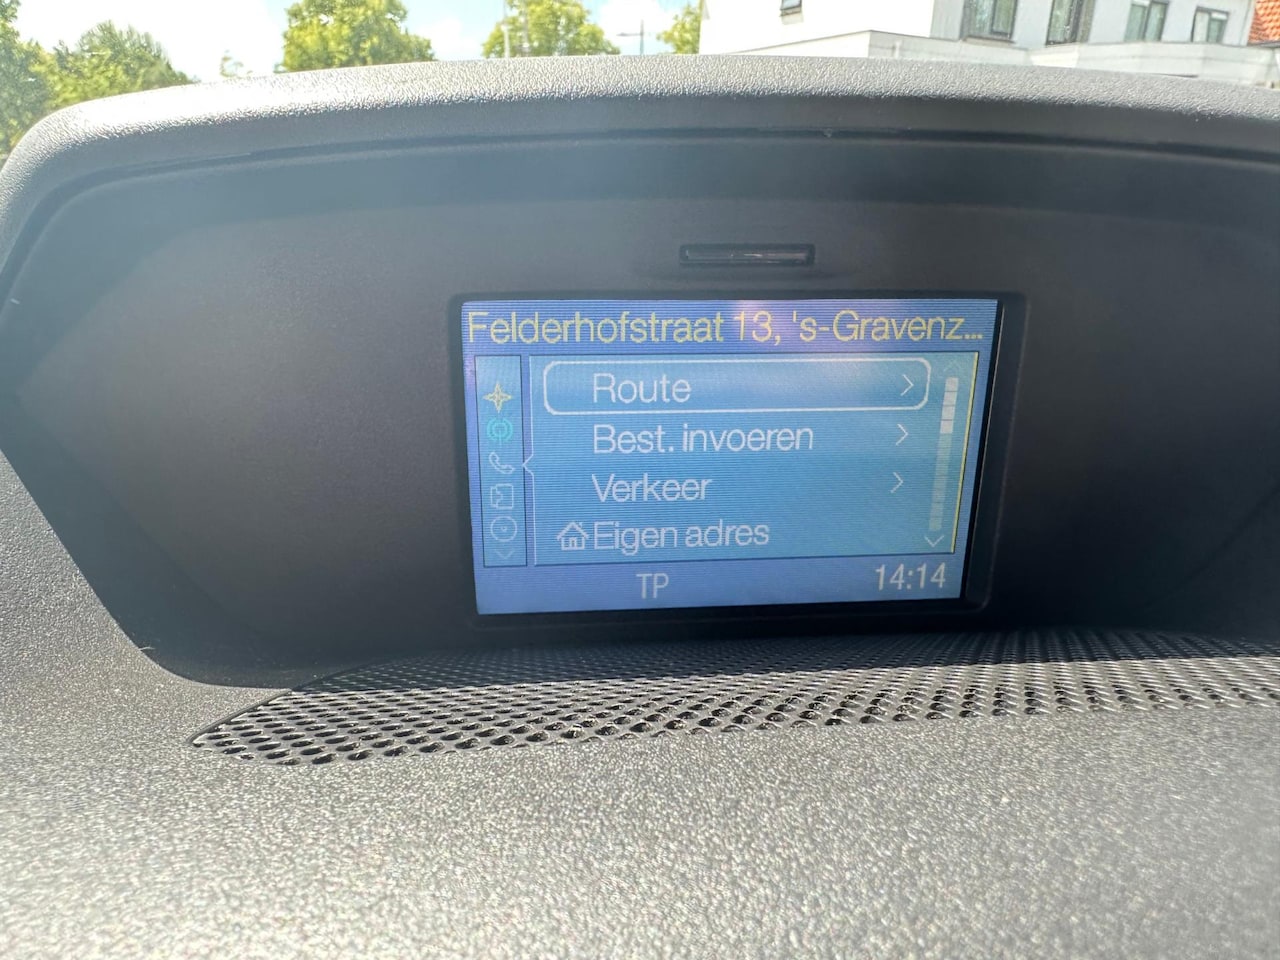 Felderhofstraat 13, 's-Gravenz...
Route
Best. invoeren
Verkeer
Eigen adres
TP
14:14